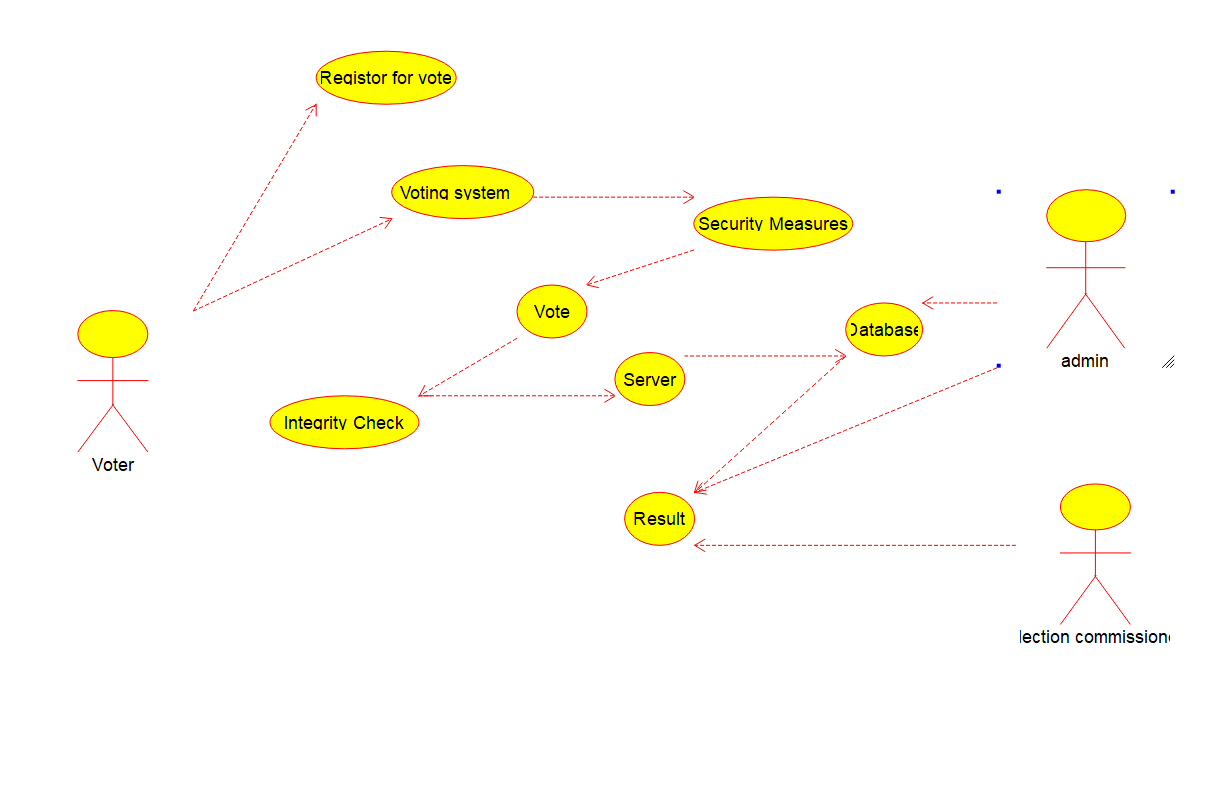 Registor for vote
Voting system
Security Measures
Vote
Database
Server
admin
Integrity Check
Voter
Result
lection commissione